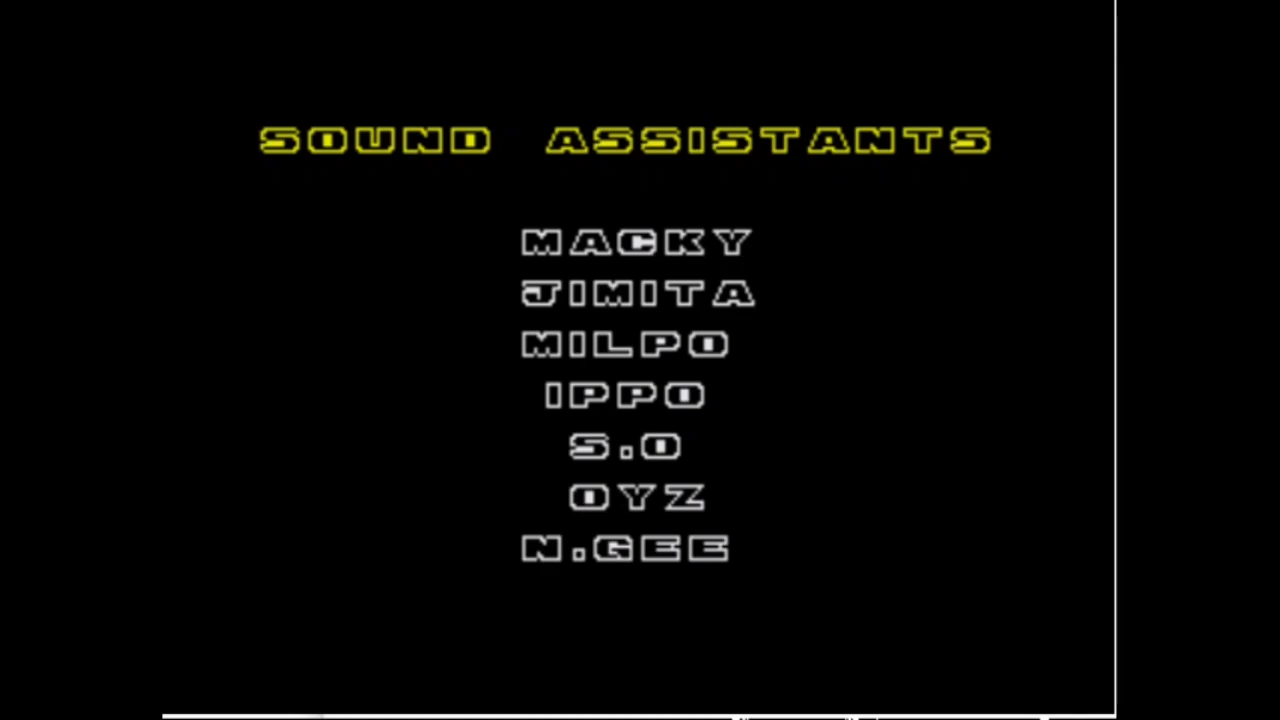 SOUND ASSISTANTS
MACKY
JIMITA
MILPO
IPPO
S.O
OYZ
N.GEE